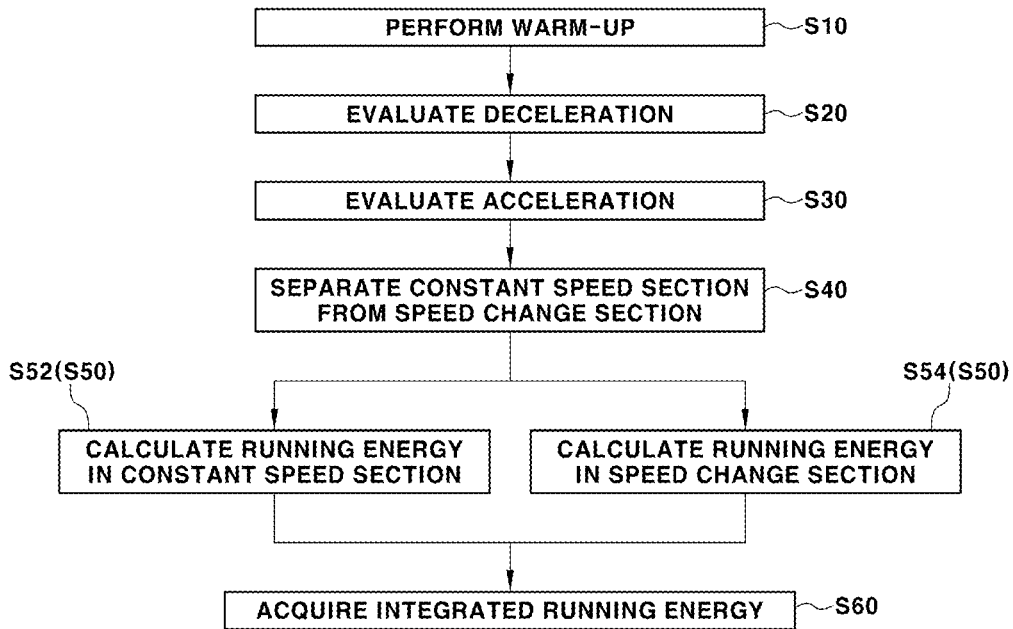 PERFORM WARM-UP
S10
EVALUATE DECELERATION
S20
EVALUATE ACCELERATION
S30
SEPARATE CONSTANT SPEED SECTION
FROM SPEED CHANGE SECTION
S40
S52(S50)
S54(S50)
CALCULATE RUNNING ENERGY
IN CONSTANT SPEED SECTION
CALCULATE RUNNING ENERGY
IN SPEED CHANGE SECTION
ACQUIRE INTEGRATED RUNNING ENERGY
S60